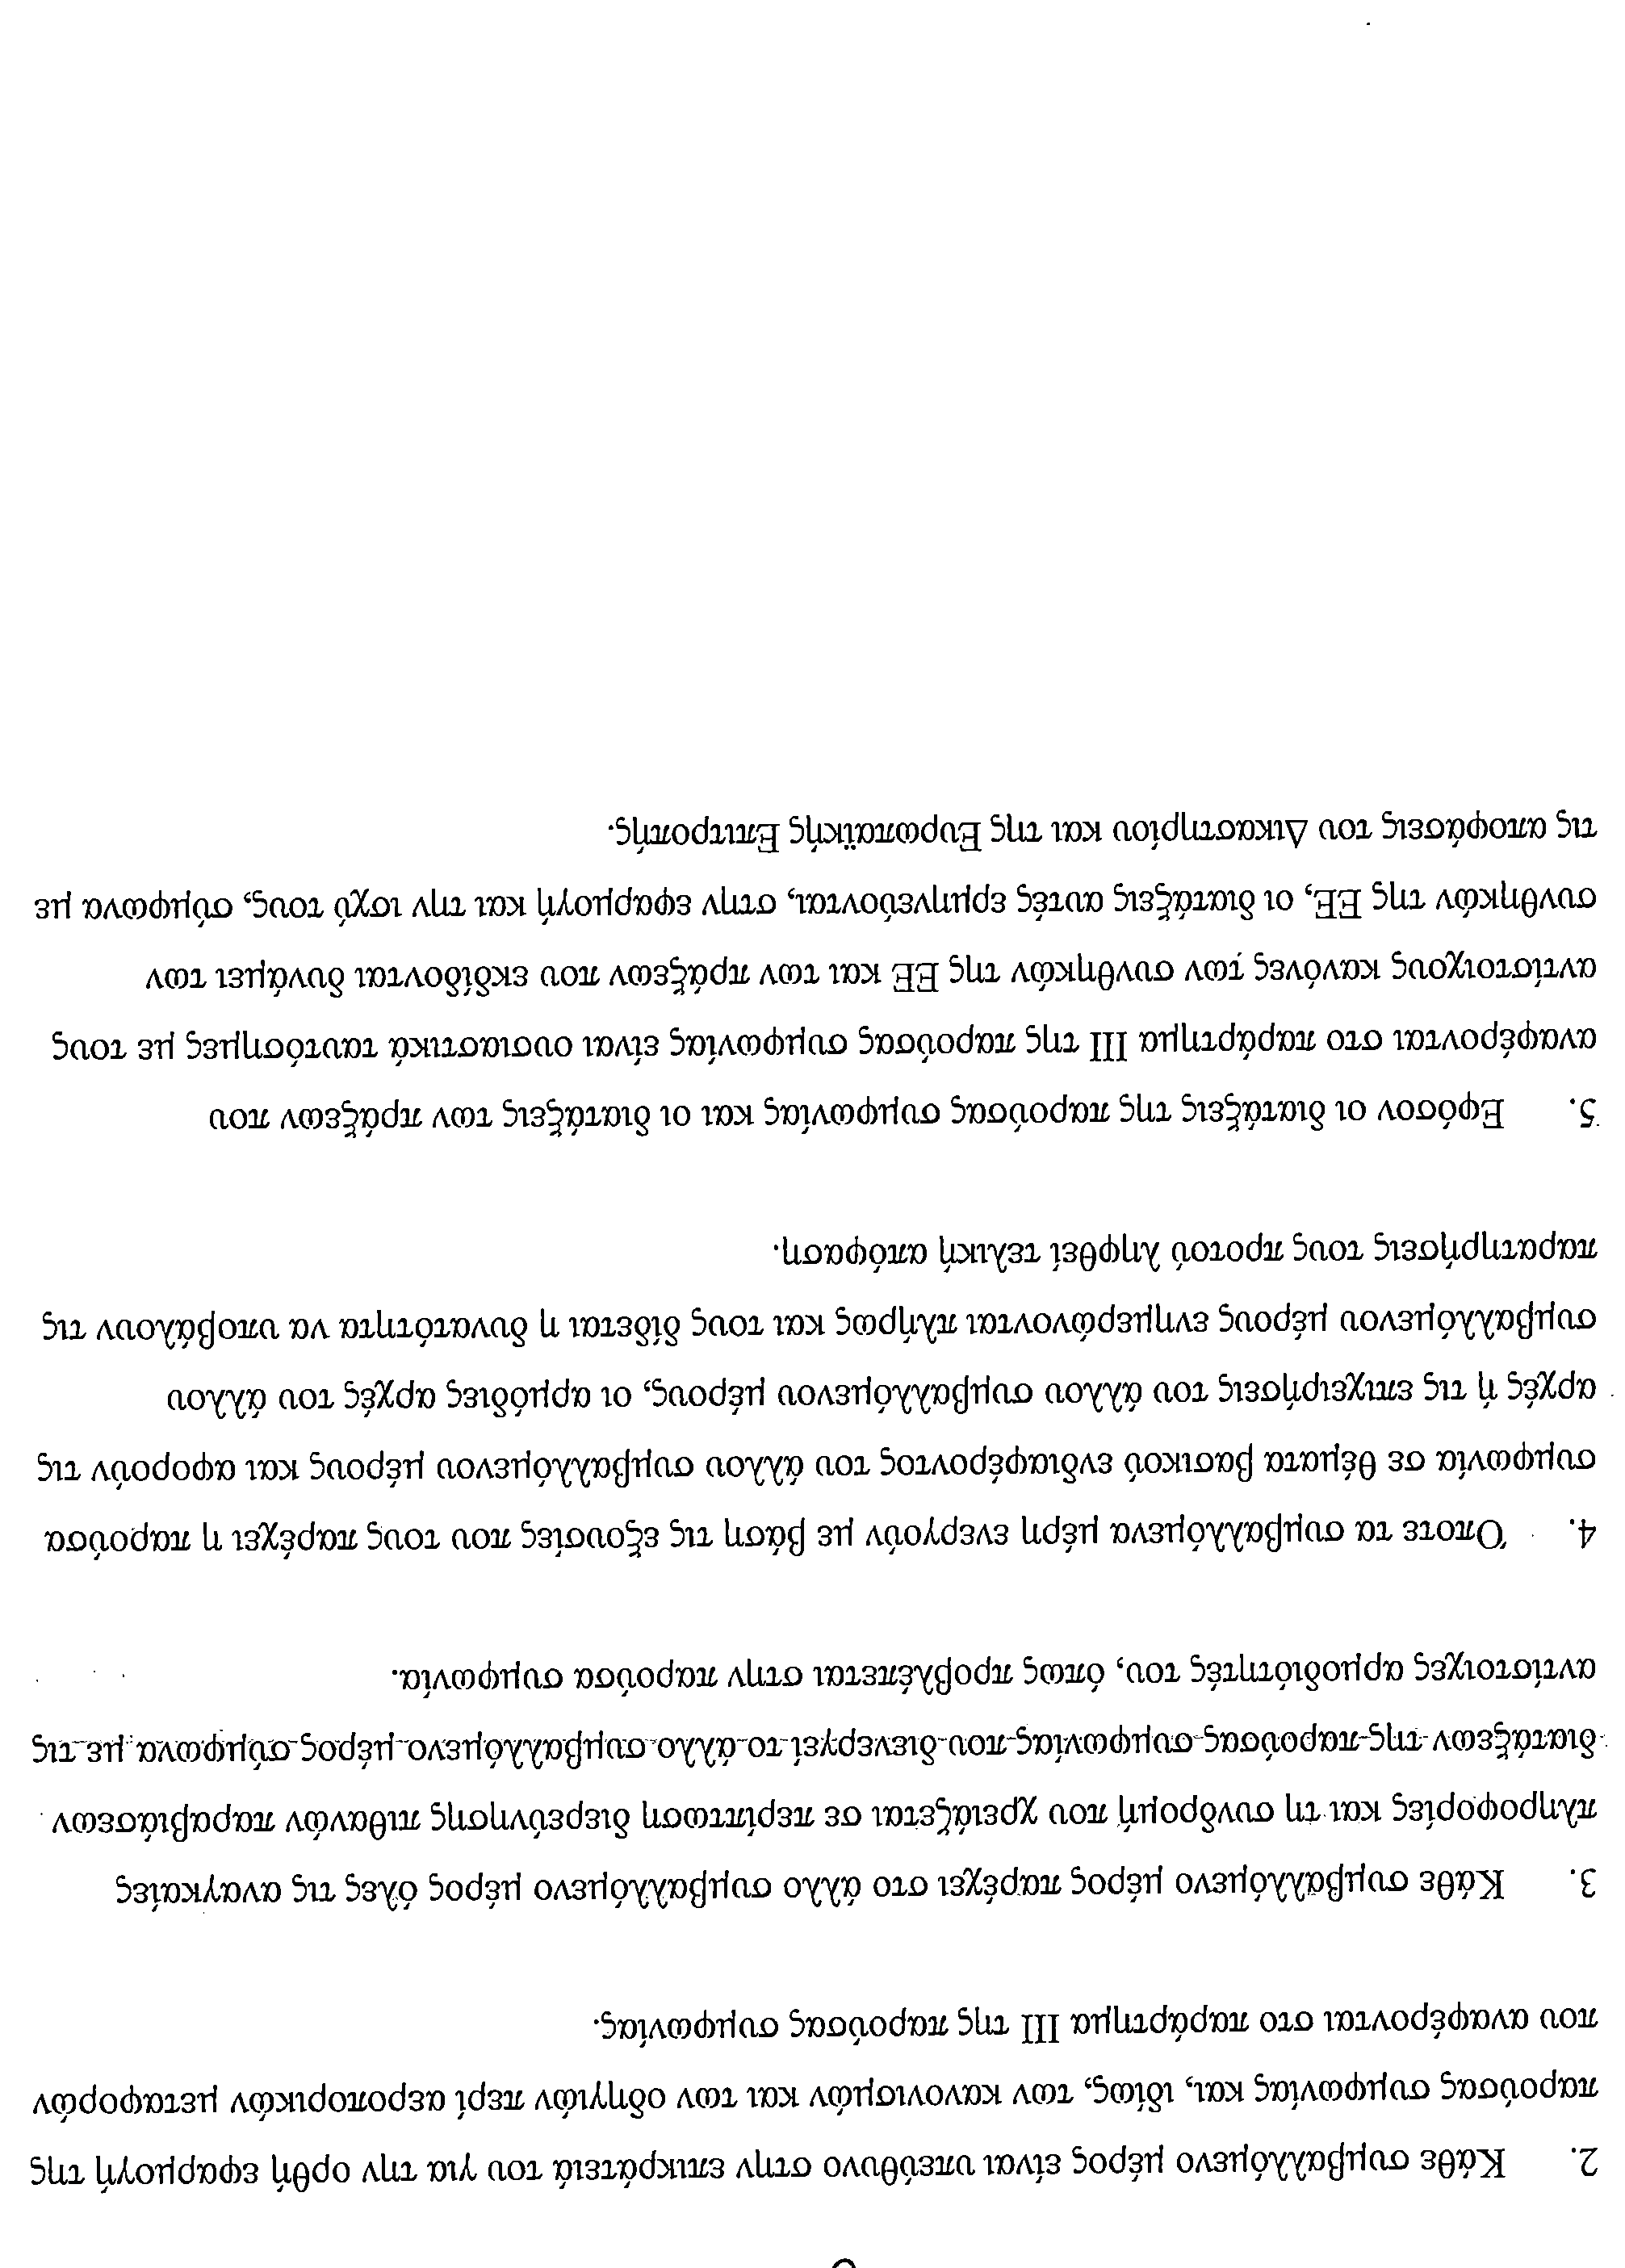 2. Κάθε συμβαλλόμενο μέρος είναι υπεύθυνο στην επικράτειά του για την ορθή εφαρμογή της
παρούσας συμφωνίας και, ιδίως, των κανονισμών και των οδηγιών περί αεροπορικών μεταφορών
που αναφέρονται στο παράρτημα III της παρούσας συμφωνίας.
3. Κάθε συμβαλλόμενο μέρος παρέχει στο άλλο συμβαλλόμενο μέρος όλες τις αναγκαίες
πληροφορίες και τη συνδρομή που χρειάζεται σε περίπτωση διερεύνησης πιθανών παραβιάσεων
διατάξεων της παρούσας συμφωνίας που διενεργεί το άλλο συμβαλλόμενο μέρος σύμφωνα με τις
αντίστοιχες αρμοδιότητές του, όπως προβλέπεται στην παρούσα συμφωνία.
4. Όποτε τα συμβαλλόμενα μέρη ενεργούν με βάση τις εξουσίες που τους παρέχει η παρούσα
συμφωνία σε θέματα βασικού ενδιαφέροντος του άλλου συμβαλλόμενου μέρους και αφορούν τις
αρχές ή τις επιχειρήσεις του άλλου συμβαλλόμενου μέρους, οι αρμόδιες αρχές του άλλου
συμβαλλόμενου μέρους ενημερώνονται πλήρως και τους δίδεται η δυνατότητα να υποβάλουν τις
παρατηρήσεις τους προτού ληφθεί τελική απόφαση.
5. Εφόσον οι διατάξεις της παρούσας συμφωνίας και οι διατάξεις των πράξεων που
αναφέρονται στο παράρτημα III της παρούσας συμφωνίας είναι ουσιαστικά ταυτόσημες με τους
αντίστοιχους κανόνες των συνθηκών της ΕΕ και των πράξεων που εκδίδονται δυνάμει των
συνθηκών της ΕΕ, οι διατάξεις αυτές ερμηνεύονται, στην εφαρμογή και την ισχύ τους, σύμφωνα με
τις αποφάσεις του Δικαστηρίου και της Ευρωπαϊκής Επιτροπής.